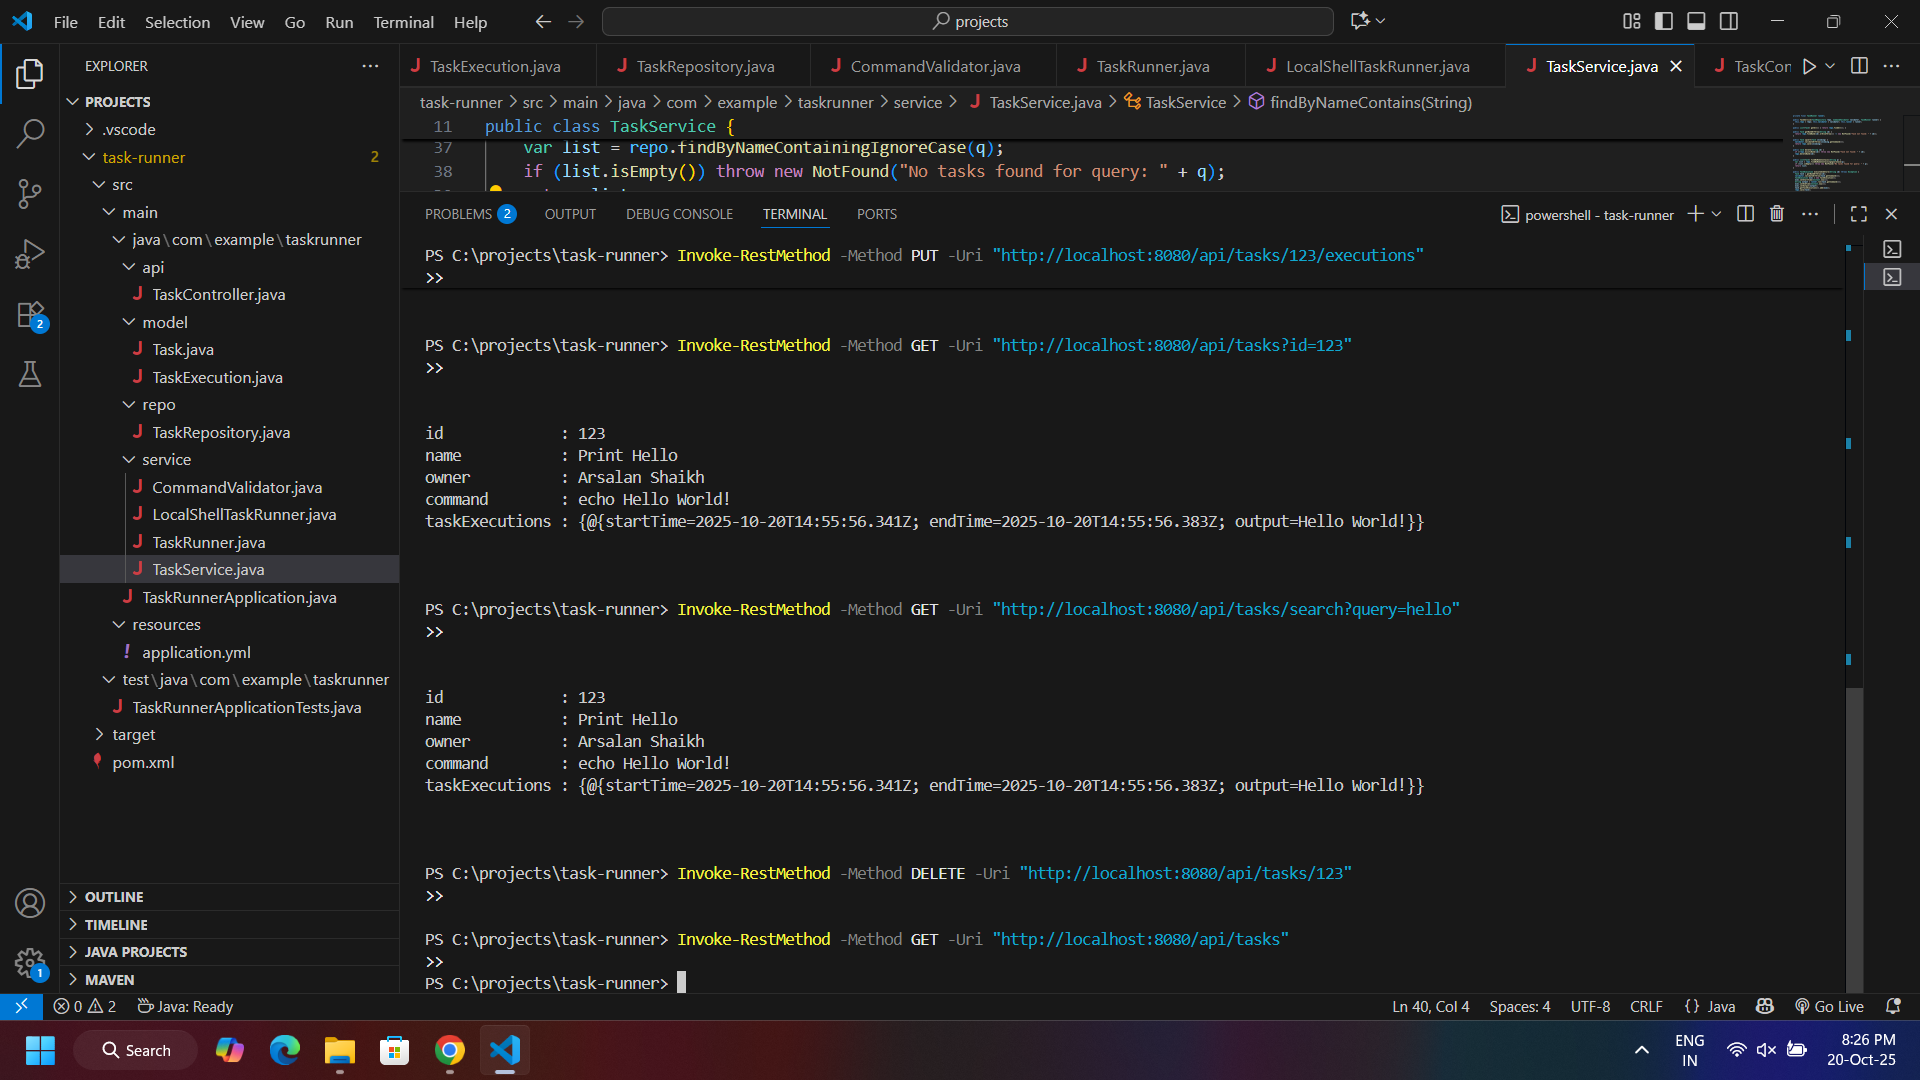 File Edit Selection View Go Run Terminal Help
projects
EXPLORER
PROJECTS
.vscode
task-runner 2
src
main
java\com\example\taskrunner
api
TaskController.java
model
Task.java
TaskExecution.java
repo
TaskRepository.java
service
CommandValidator.java
LocalShellTaskRunner.java
TaskRunner.java
TaskService.java
TaskRunnerApplication.java
resources
! application.yml
test\java\com\example\taskrunner
TaskRunnerApplicationTests.java
target
pom.xml
OUTLINE
TIMELINE
JAVA PROJECTS
MAVEN
2
1
TaskExecution.java TaskRepository.java CommandValidator.java TaskRunner.java LocalShellTaskRunner.java TaskService.java TaskCon
task-runner > src > main > java > com > example > taskrunner > service > TaskService.java > TaskService > findByNameContains(String)
11 public class TaskService {
37 var list = repo.findByNameContainingIgnoreCase(q);
38 if (list.isEmpty()) throw new NotFound("No tasks found for query: " + q);
PROBLEMS 2 OUTPUT DEBUG CONSOLE TERMINAL PORTS
powershell - task-runner
PS C:\projects\task-runner> Invoke-RestMethod -Method PUT -Uri "http://localhost:8080/api/tasks/123/executions"
>>
PS C:\projects\task-runner> Invoke-RestMethod -Method GET -Uri "http://localhost:8080/api/tasks?id=123"
>>
id : 123
name : Print Hello
owner : Arsalan Shaikh
command : echo Hello World!
taskExecutions : {@{startTime=2025-10-20T14:55:56.341Z; endTime=2025-10-20T14:55:56.383Z; output=Hello World!}}
PS C:\projects\task-runner> Invoke-RestMethod -Method GET -Uri "http://localhost:8080/api/tasks/search?query=hello"
>>
id : 123
name : Print Hello
owner : Arsalan Shaikh
command : echo Hello World!
taskExecutions : {@{startTime=2025-10-20T14:55:56.341Z; endTime=2025-10-20T14:55:56.383Z; output=Hello World!}}
PS C:\projects\task-runner> Invoke-RestMethod -Method DELETE -Uri "http://localhost:8080/api/tasks/123"
>>
PS C:\projects\task-runner> Invoke-RestMethod -Method GET -Uri "http://localhost:8080/api/tasks"
>>
PS C:\projects\task-runner>
0 2 Java: Ready
Ln 40, Col 4 Spaces: 4 UTF-8 CRLF {} Java Go Live
Search
ENG
IN
8:26 PM
20-Oct-25